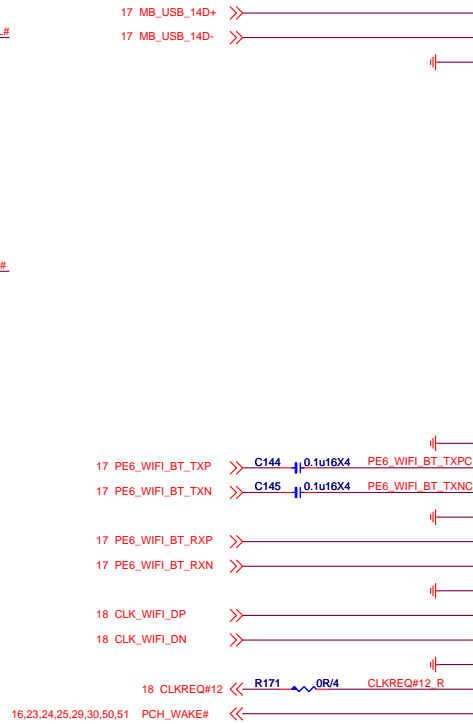 17 MB_USB_14D+
#
17 MB_USB_14D-
#
17 PE6_WIFI_BT_TXP C144 0.1u16X4 PE6_WIFI_BT_TXPC
17 PE6_WIFI_BT_TXN C145 0.1u16X4 PE6_WIFI_BT_TXNC
17 PE6_WIFI_BT_RXP
17 PE6_WIFI_BT_RXN
18 CLK_WIFI_DP
18 CLK_WIFI_DN
18 CLKREQ#12 R171 0R/4 CLKREQ#12_R
16,23,24,25,29,30,50,51 PCH_WAKE#